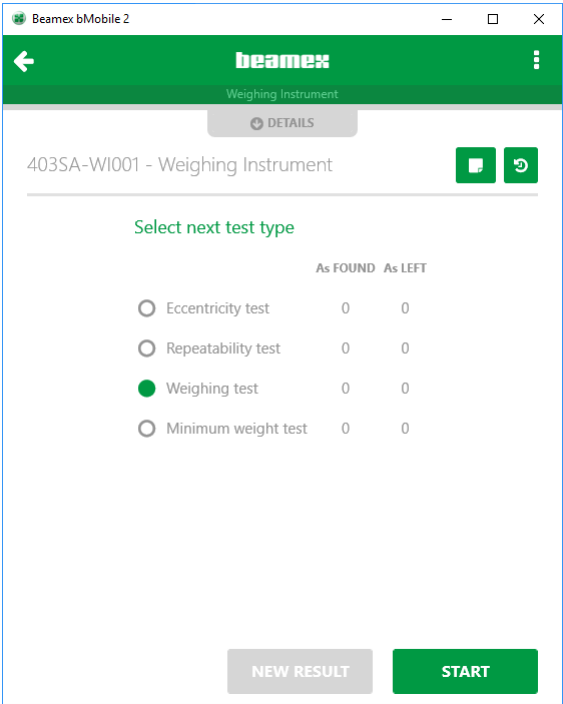 Beamex bMobile 2
beamex
Weighing Instrument
DETAILS
403SA-WI001 - Weighing Instrument
Select next test type
As FOUND As LEFT
Eccentricity test 0 0
Repeatability test 0 0
Weighing test 0 0
Minimum weight test 0 0
NEW RESULT START